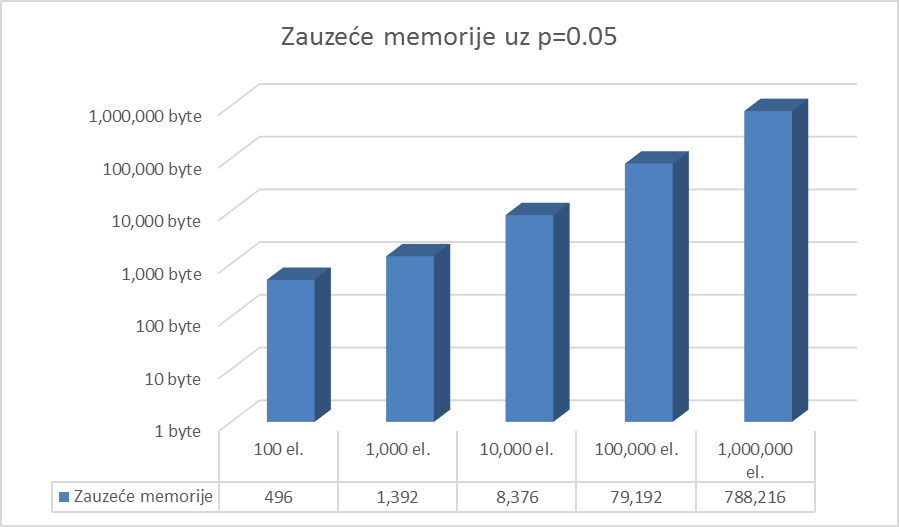 Zauzeće memorije uz p=0.05
1,000,000 byte
100,000 byte
10,000 byte
1,000 byte
100 byte
10 byte
1 byte
100 el.
1,000 el.
10,000 el.
100,000 el.
1,000,000
el.
Zauzeće memorije 496 1,392 8,376 79,192 788,216